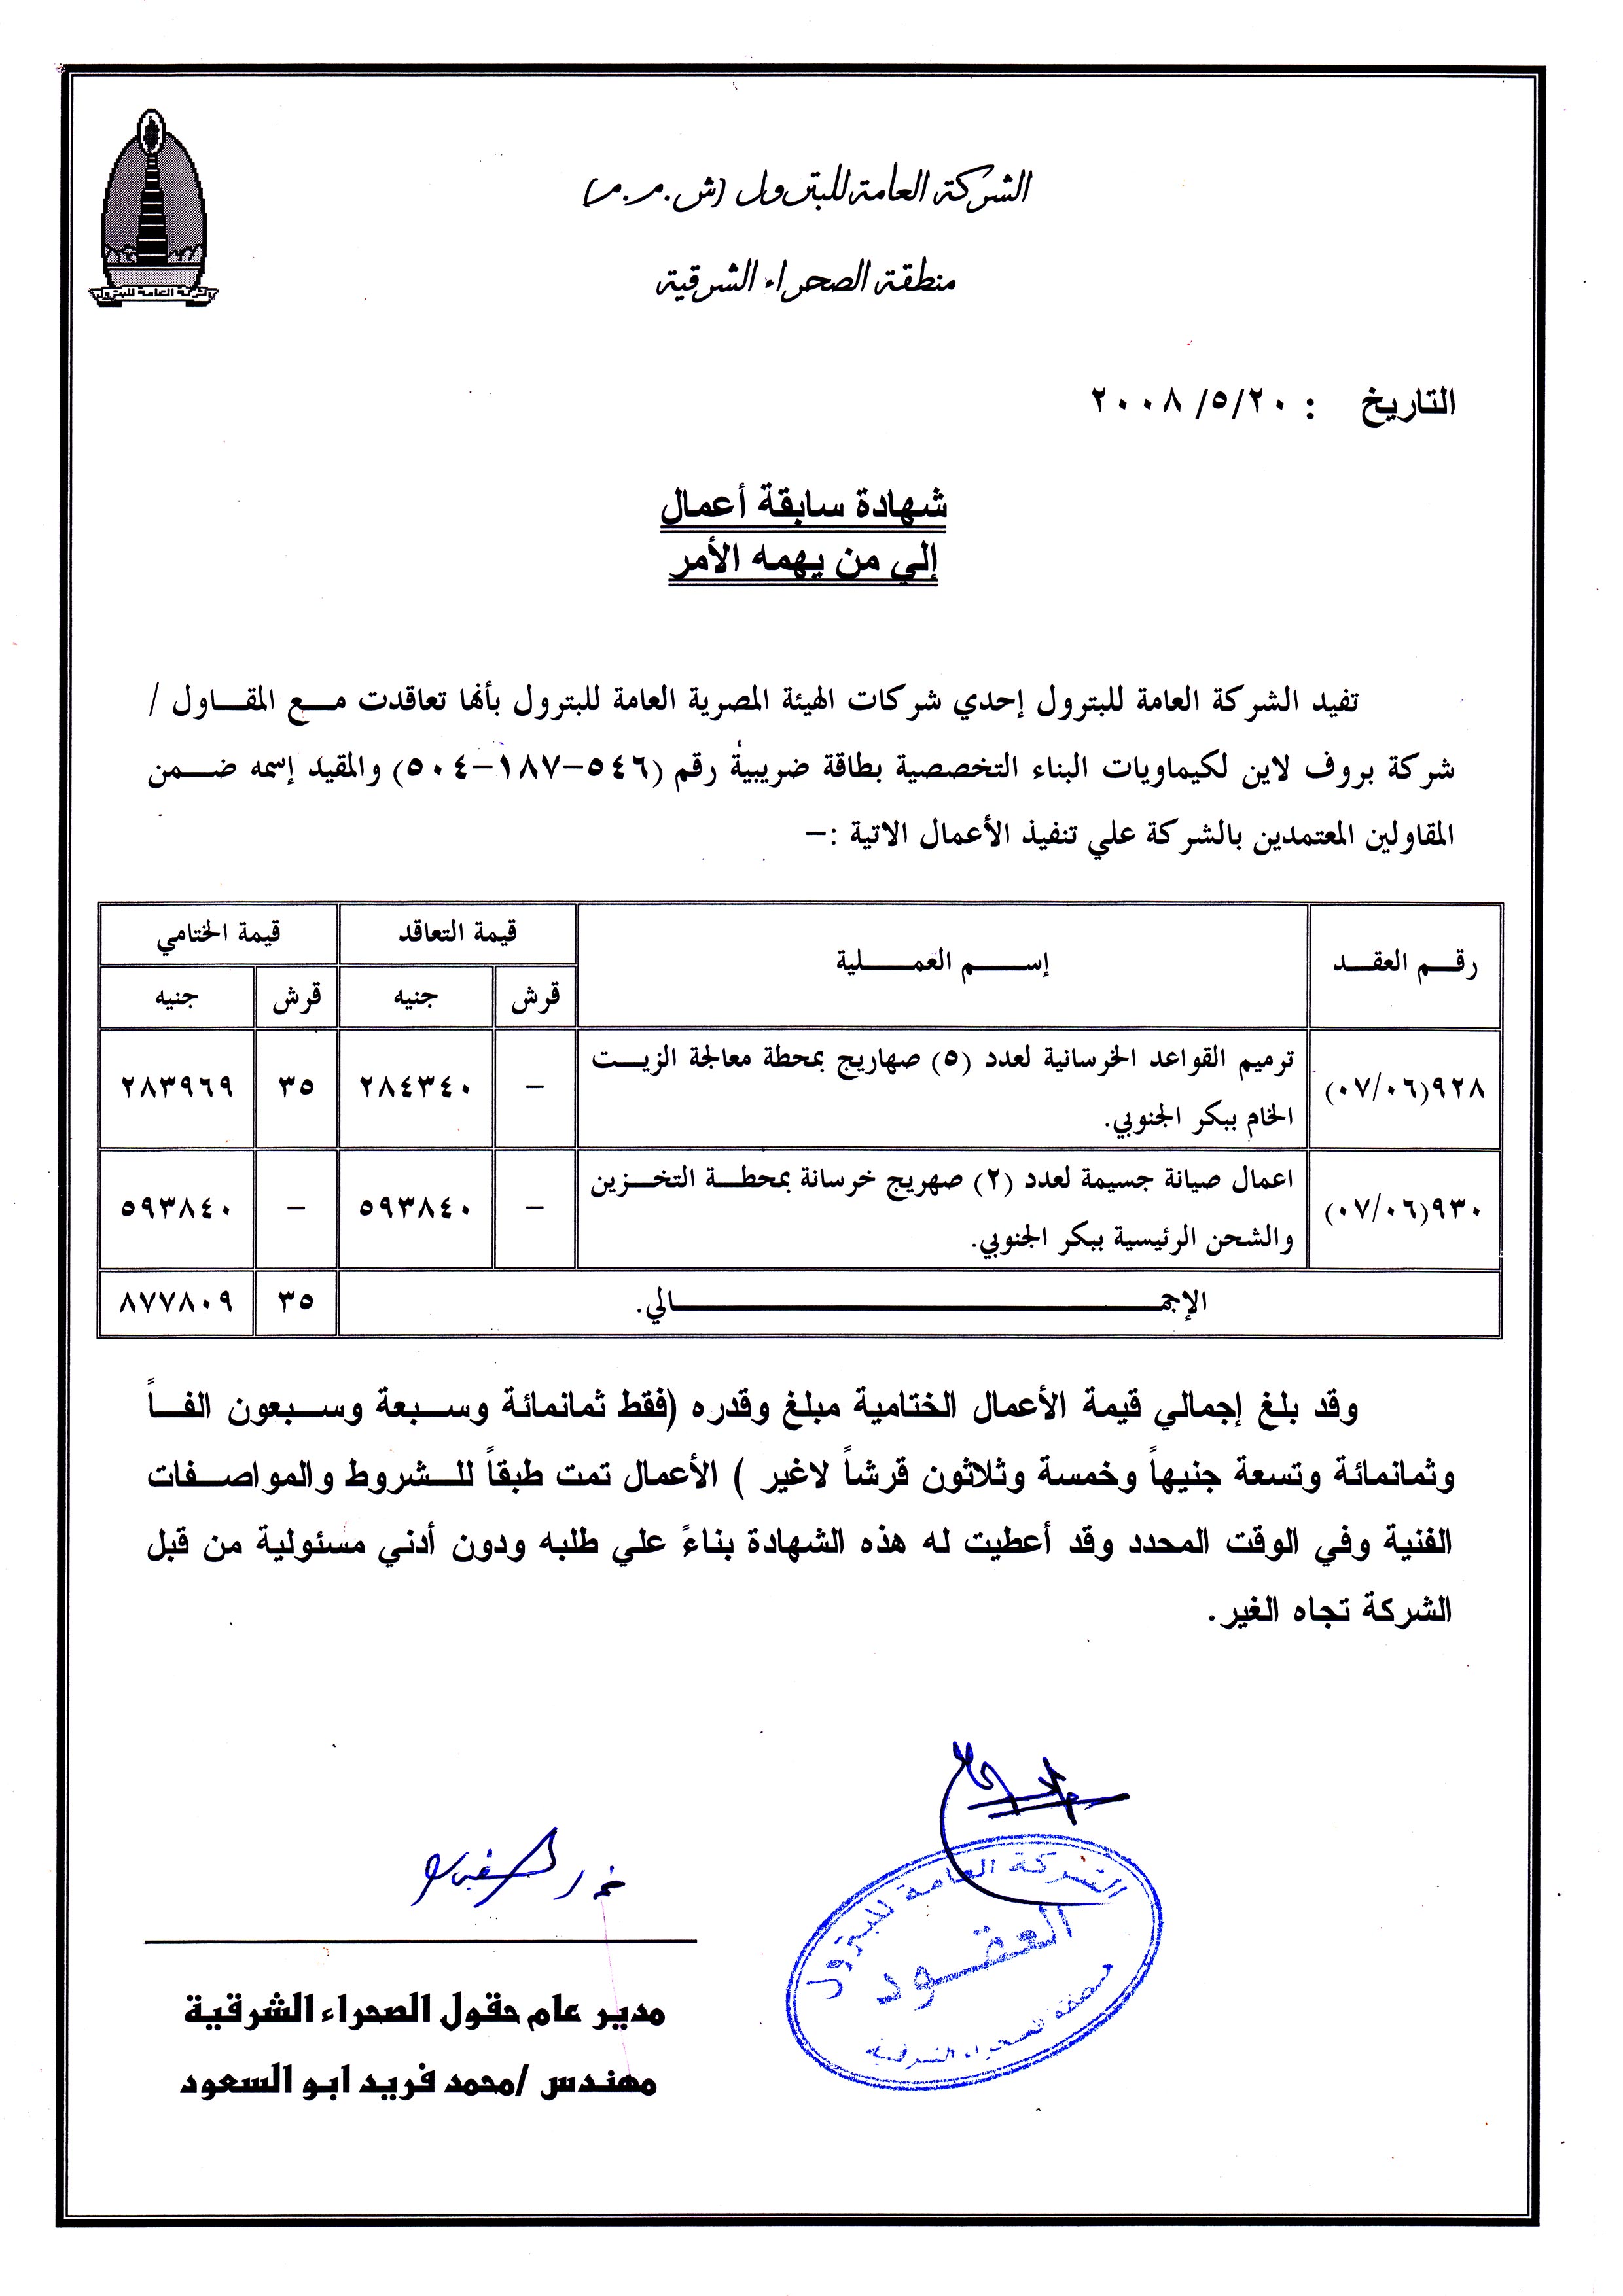 الشركة العامة للبترول
الشركة العامة للبترول (ش.م.م)
منطقة الصحراء الشرقية
التاريخ : ٢٠/٥/ ٢٠٠٨
شهادة سابقة أعمال
إلي من يهمه الأمر
تفيد الشركة العامة للبترول إحدي شركات الهيئة المصرية العامة للبترول بأنها تعاقدت مع المقاول /
شركة بروف لاين لكيماويات البناء التخصصية بطاقة ضريبية رقم (٥٤٦-١٨٧-٥٠٤) والمقيد إسمه ضمن
المقاولين المعتمدين بالشركة علي تنفيذ الأعمال الاتية :-
رقم العقد إسم العملية قيمة التعاقد قيمة الختامي
قرش جنيه قرش جنيه
٩٢٨(٠٧/٠٦) ترميم القواعد الخرسانية لعدد (٥) صهاريج بمحطة معالجة الزيت - ٢٨٤٣٤٠ ٣٥ ٢٨٣٩٦٩
الخام ببكر الجنوبي.
٩٣٠(٠٧/٠٦) اعمال صيانة جسيمة لعدد (٢) صهريج خرسانة بمحطة التخزين - ٥٩٣٨٤٠ - ٥٩٣٨٤٠
والشحن الرئيسية ببكر الجنوبي.
الإجمالي. ٣٥ ٨٧٧٨٠٩
وقد بلغ إجمالي قيمة الأعمال الختامية مبلغ وقدره (فقط ثمانمائة وسبعة وسبعون الفاً
وثمانمائة وتسعة جنيهاً وخمسة وثلاثون قرشاً لاغير ) الأعمال تمت طبقاً للشروط والمواصفات
الفنية وفي الوقت المحدد وقد أعطيت له هذه الشهادة بناءً علي طلبه ودون أدني مسئولية من قبل
الشركة تجاه الغير.
الشركة العامة للبترول
العقود
منطقة الصحراء الشرقية
مدير عام حقول الصحراء الشرقية
مهندس /محمد فريد ابو السعود